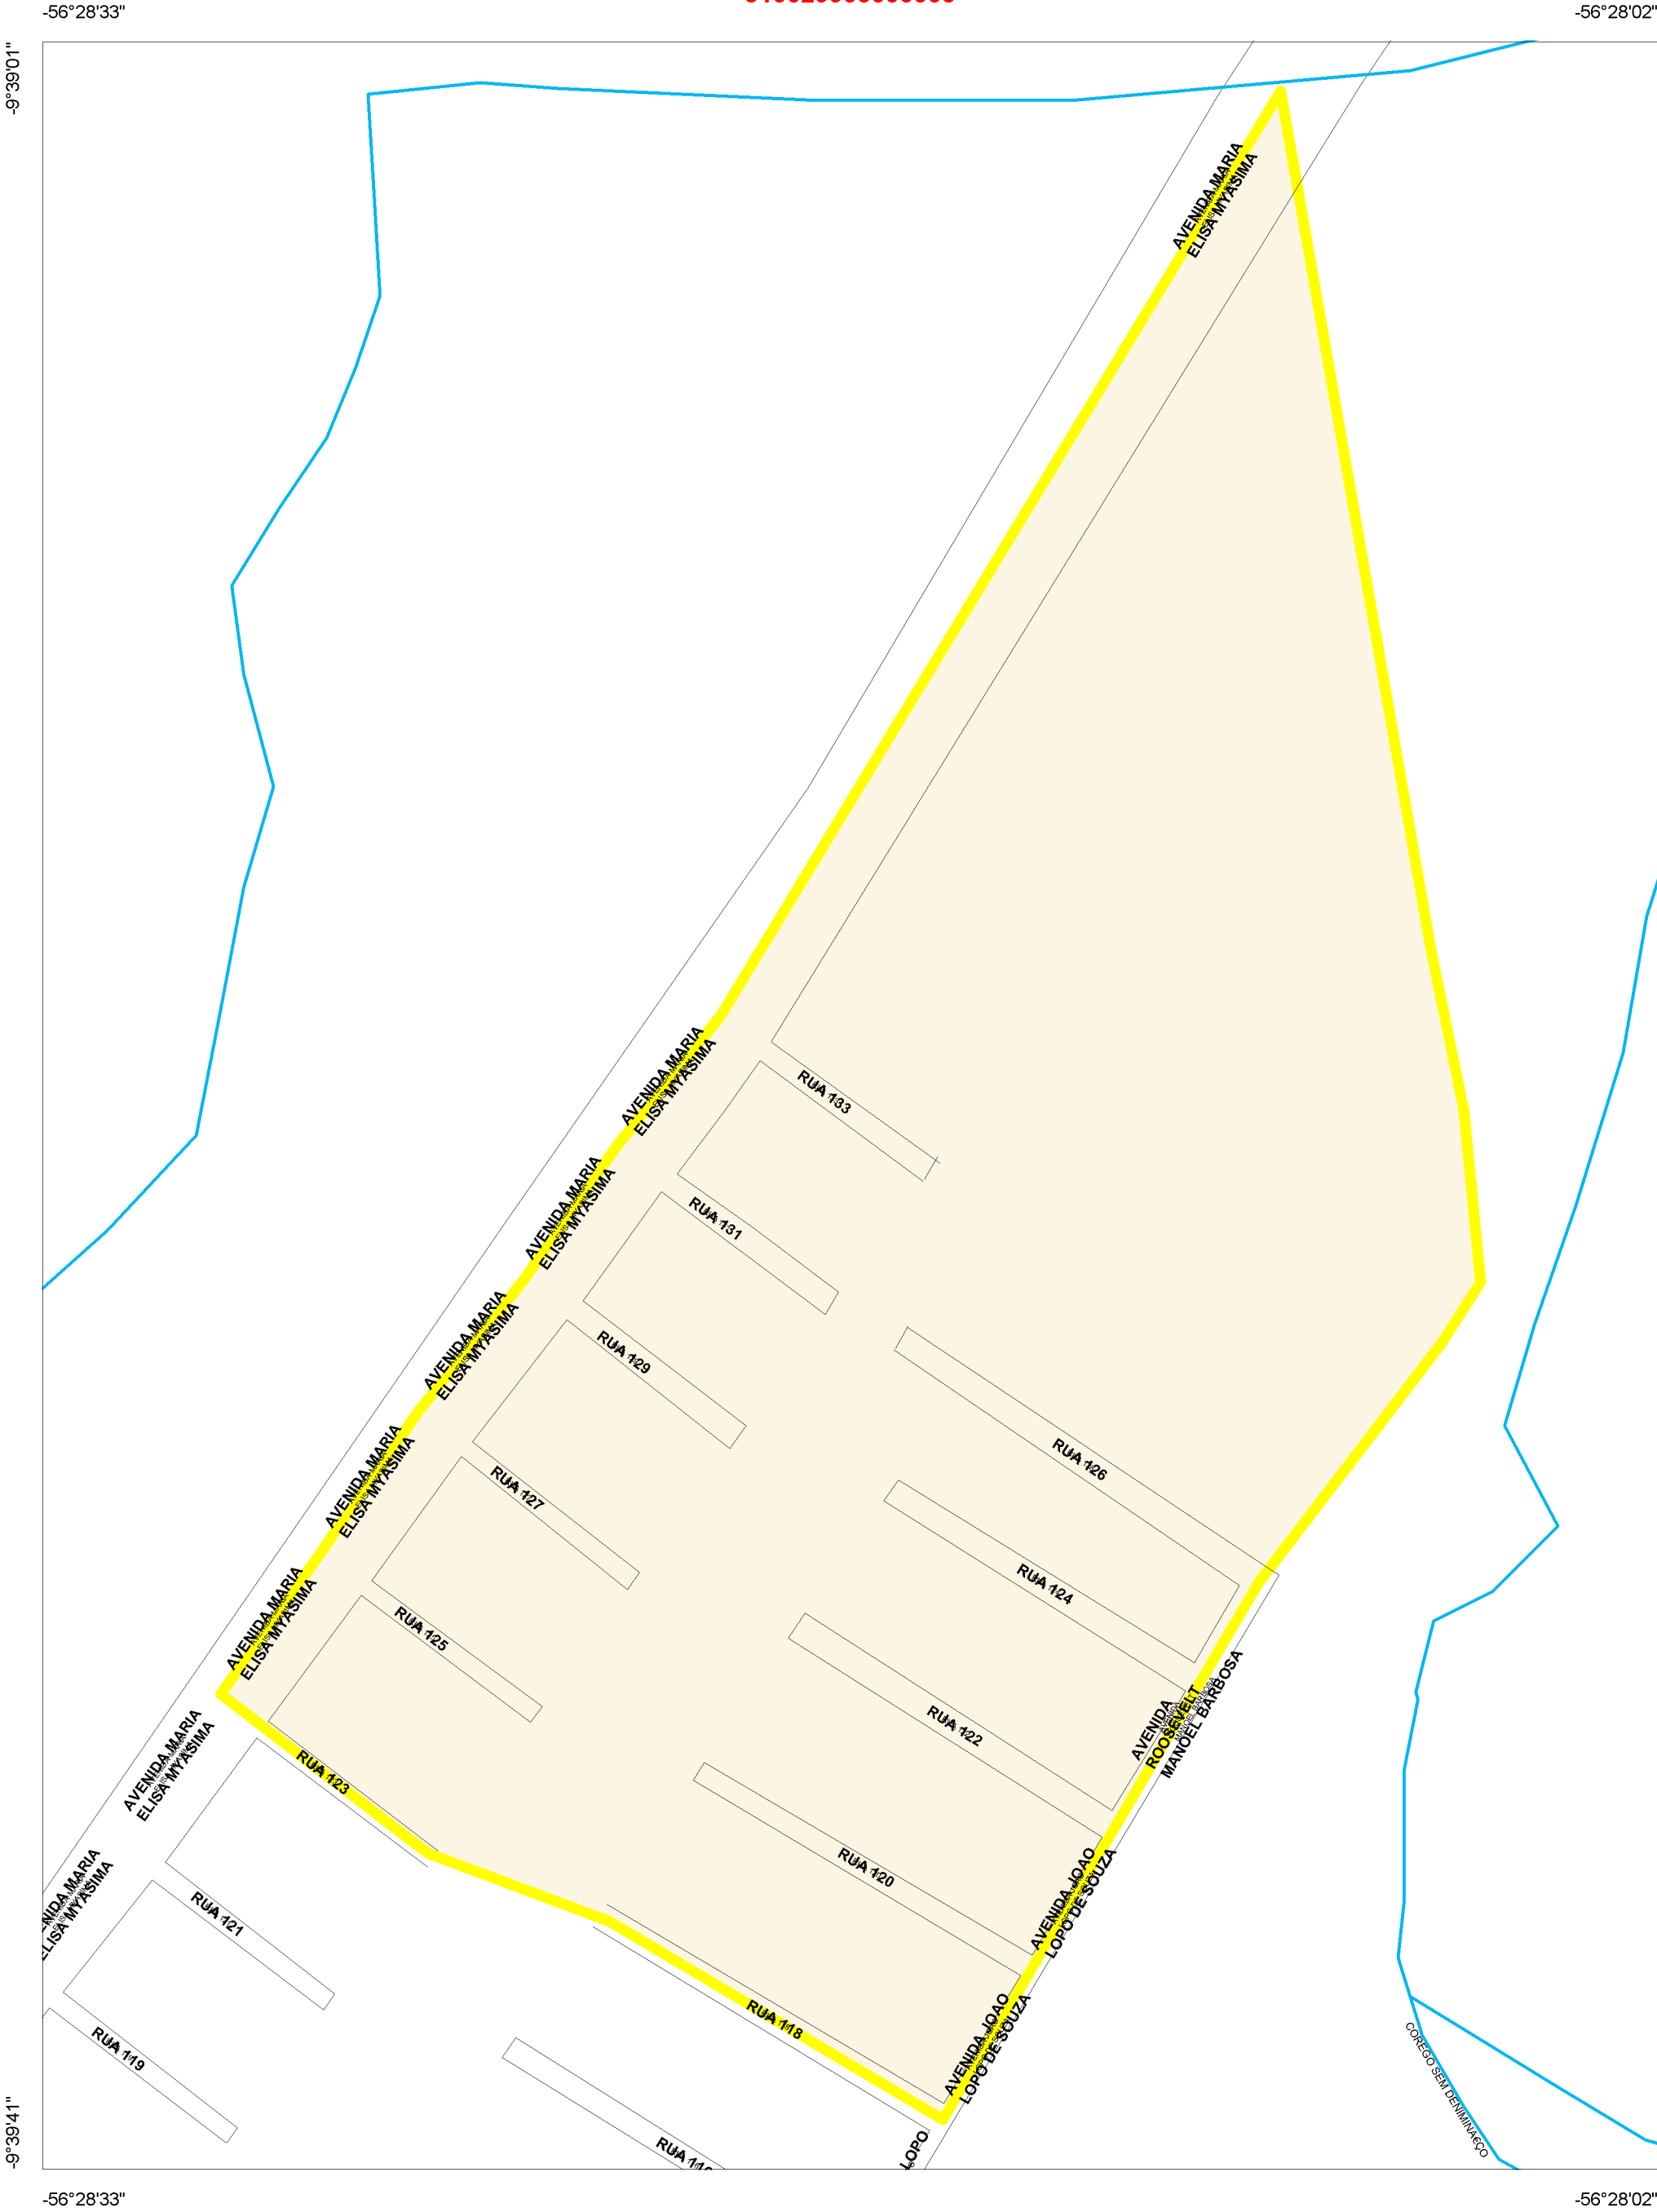 -56°28'33"
-56°28'02"
-9°39'01"
AVENIDA MARIA
ELISA MYASIMA
AVENIDA MARIA
ELISA MYASIMA
RUA 133
AVENIDA MARIA
ELISA MYASIMA
RUA 131
AVENIDA MARIA
ELISA MYASIMA
RUA 129
AVENIDA MARIA
ELISA MYASIMA
RUA 126
RUA 127
AVENIDA MARIA
ELISA MYASIMA
RUA 124
RUA 125
AVENIDA
ROOSEVELT
MANOEL BARBOSA
RUA 122
AVENIDA MARIA
ELISA MYASIMA
RUA 123
RUA 120
AVENIDA JOAO
LOPO DE SOUZA
ELISA MYASIMA
RUA 121
RUA 118
AVENIDA JOAO
LOPO DE SOUZA
RUA 119
COREGO SEM DENIMINA€ÇO
LOPO
-9°39'41"
-56°28'33"
-56°28'02"